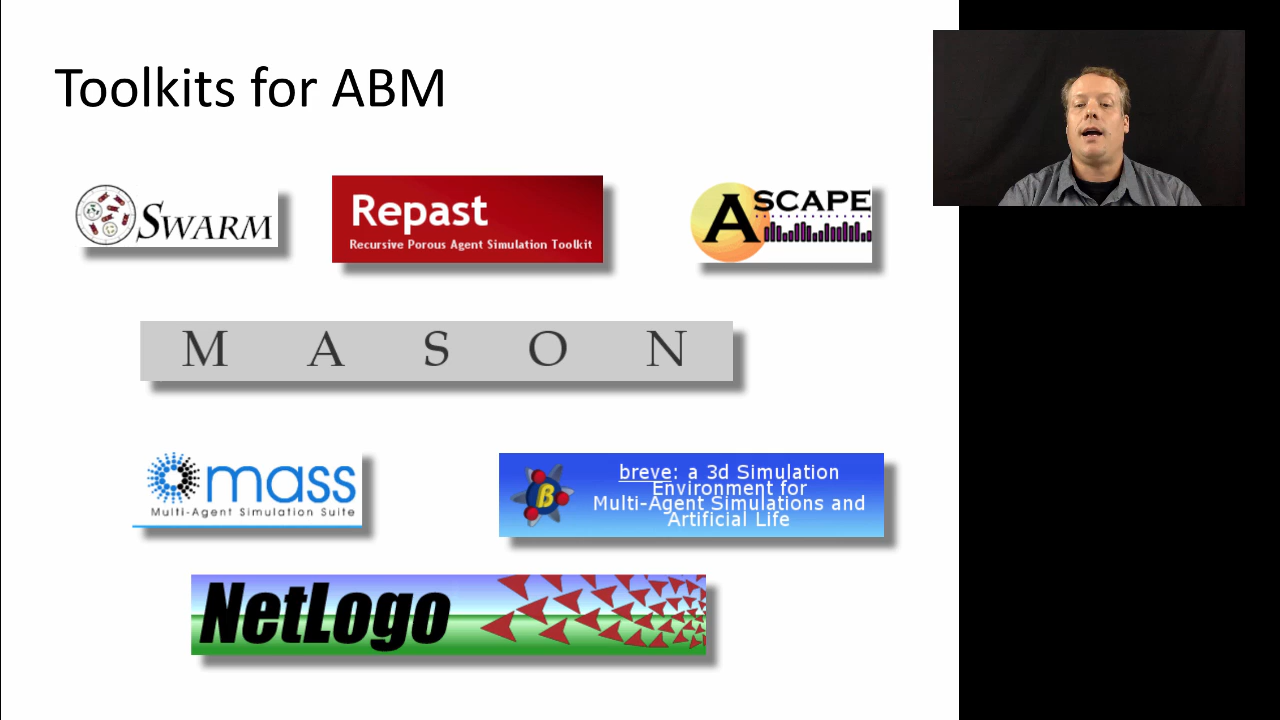 Toolkits for ABM
SWARM
Repast
Recursive Porous Agent Simulation Toolkit
ASCAPE
MASON
mass
Multi-Agent Simulation Suite
β
breve: a 3d Simulation
Environment for
Multi-Agent Simulations and
Artificial Life
NetLogo